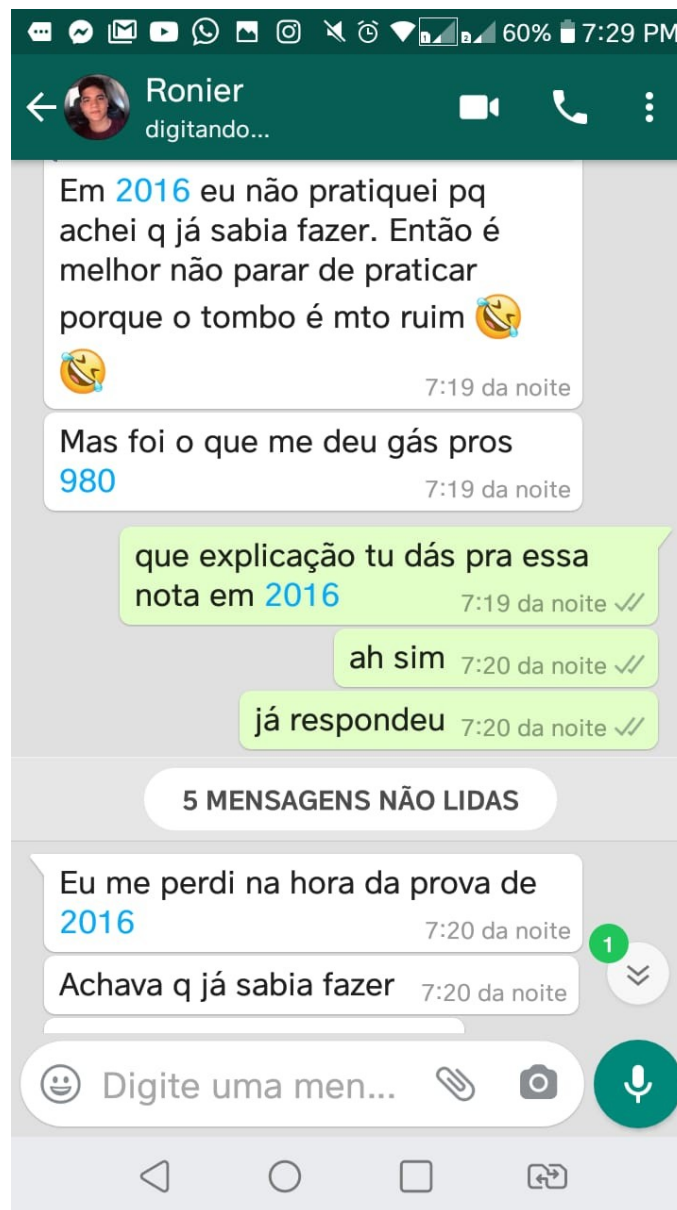 60% 7:29 PM
Ronier
digitando...
Em 2016 eu não pratiquei pq
achei q já sabia fazer. Então é
melhor não parar de praticar
porque o tombo é mto ruim 🤣
🤣
7:19 da noite
Mas foi o que me deu gás pros
980
7:19 da noite
que explicação tu dás pra essa
nota em 2016
7:19 da noite
ah sim 7:20 da noite
já respondeu 7:20 da noite
5 MENSAGENS NÃO LIDAS
Eu me perdi na hora da prova de
2016
7:20 da noite
1
Achava q já sabia fazer 7:20 da noite
Digite uma men...